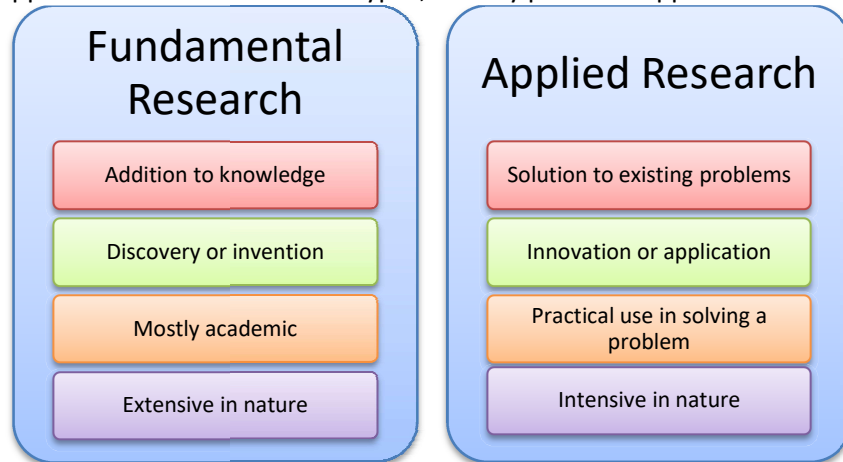 Fundamental
Research
Addition to knowledge
Discovery or invention
Mostly academic
Extensive in nature
Applied Research
Solution to existing problems
Innovation or application
Practical use in solving a
problem
Intensive in nature